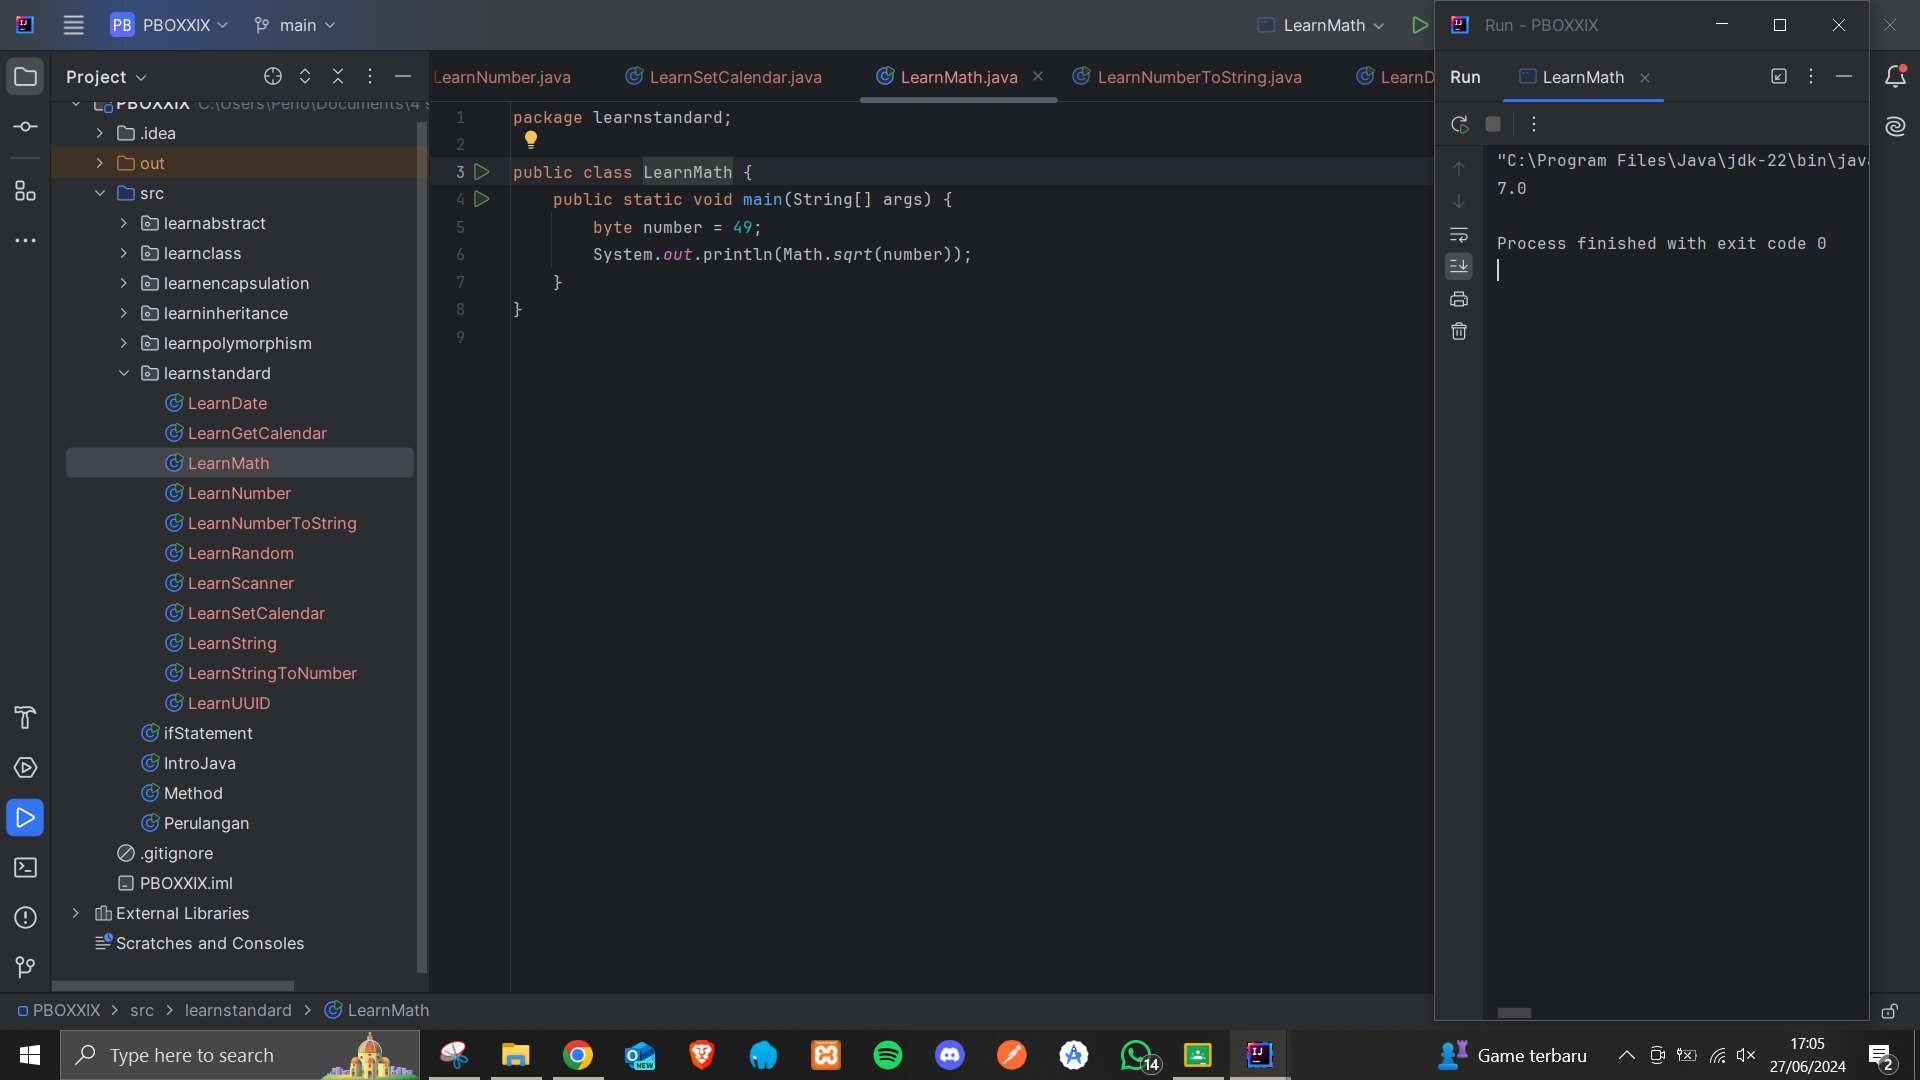 PB PBOXXIX main LearnMath
Run - PBOXXIX
Project
LearnNumber.java LearnSetCalendar.java LearnMath.java LearnNumberToString.java LearnD
Run LearnMath
PBOXXIX C:\Users\Peno\Documents\4 s
.idea
out
src
learnabstract
learnclass
learnencapsulation
learninheritance
learnpolymorphism
learnstandard
LearnDate
LearnGetCalendar
LearnMath
LearnNumber
LearnNumberToString
LearnRandom
LearnScanner
LearnSetCalendar
LearnString
LearnStringToNumber
LearnUUID
ifStatement
IntroJava
Method
Perulangan
.gitignore
PBOXXIX.iml
External Libraries
Scratches and Consoles
1 package learnstandard;
2
3 public class LearnMath {
4 public static void main(String[] args) {
5 byte number = 49;
6 System.out.println(Math.sqrt(number));
7 }
8 }
9
"C:\Program Files\Java\jdk-22\bin\java
7.0
Process finished with exit code 0
PBOXXIX > src > learnstandard > LearnMath
Type here to search
NEW
14
Game terbaru
17:05
27/06/2024
2